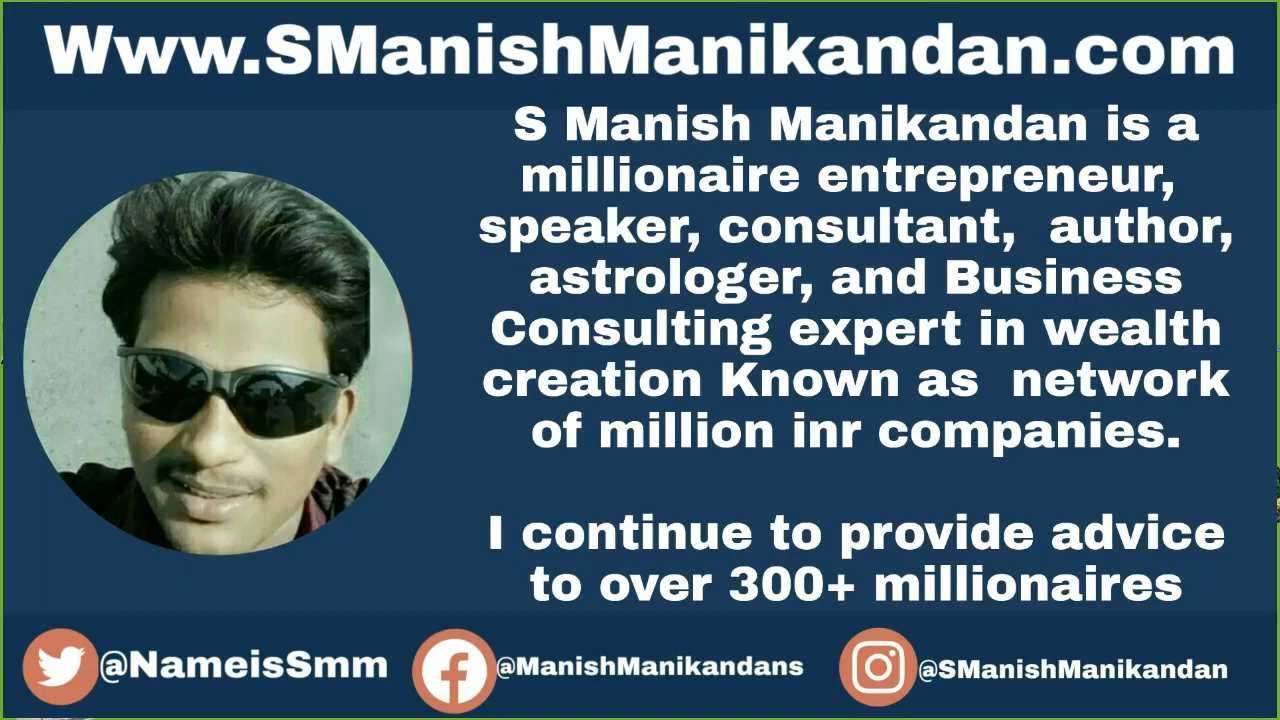 Www.SManishManikandan.com
S Manish Manikandan is a
millionaire entrepreneur,
speaker, consultant,  author,
astrologer, and Business
Consulting expert in wealth
creation Known as  network
of million inr companies.
I continue to provide advice
to over 300+ millionaires
@NameisSmm
@ManishManikandans
@SManishManikandan